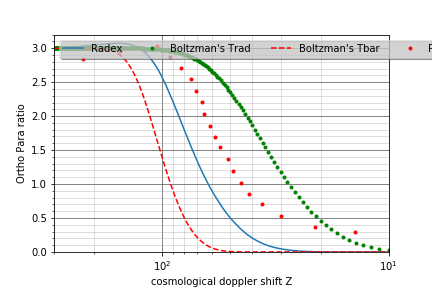 Radex Boltzman's Trad Boltzman's Tbar
3.0
2.5
2.0
1.5
1.0
0.5
0.0
Ortho Para ratio
10² 10¹
cosmological doppler shift Z